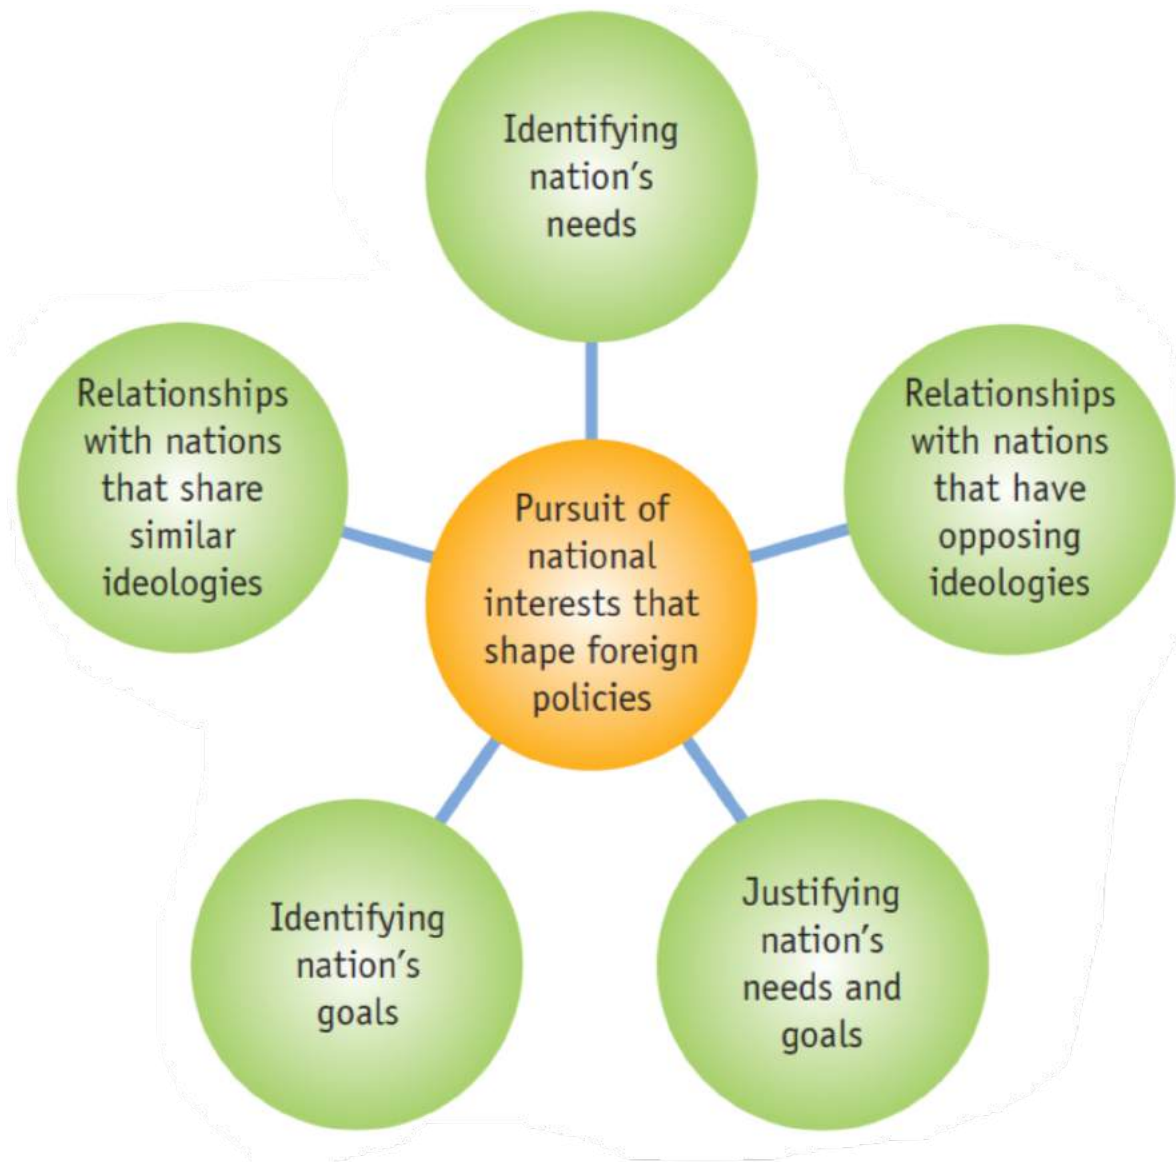 Identifying
nation's
needs
Relationships
with nations
that share
similar
ideologies
Relationships
with nations
that have
opposing
ideologies
Pursuit of
national
interests that
shape foreign
policies
Identifying
nation's
goals
Justifying
nation's
needs and
goals